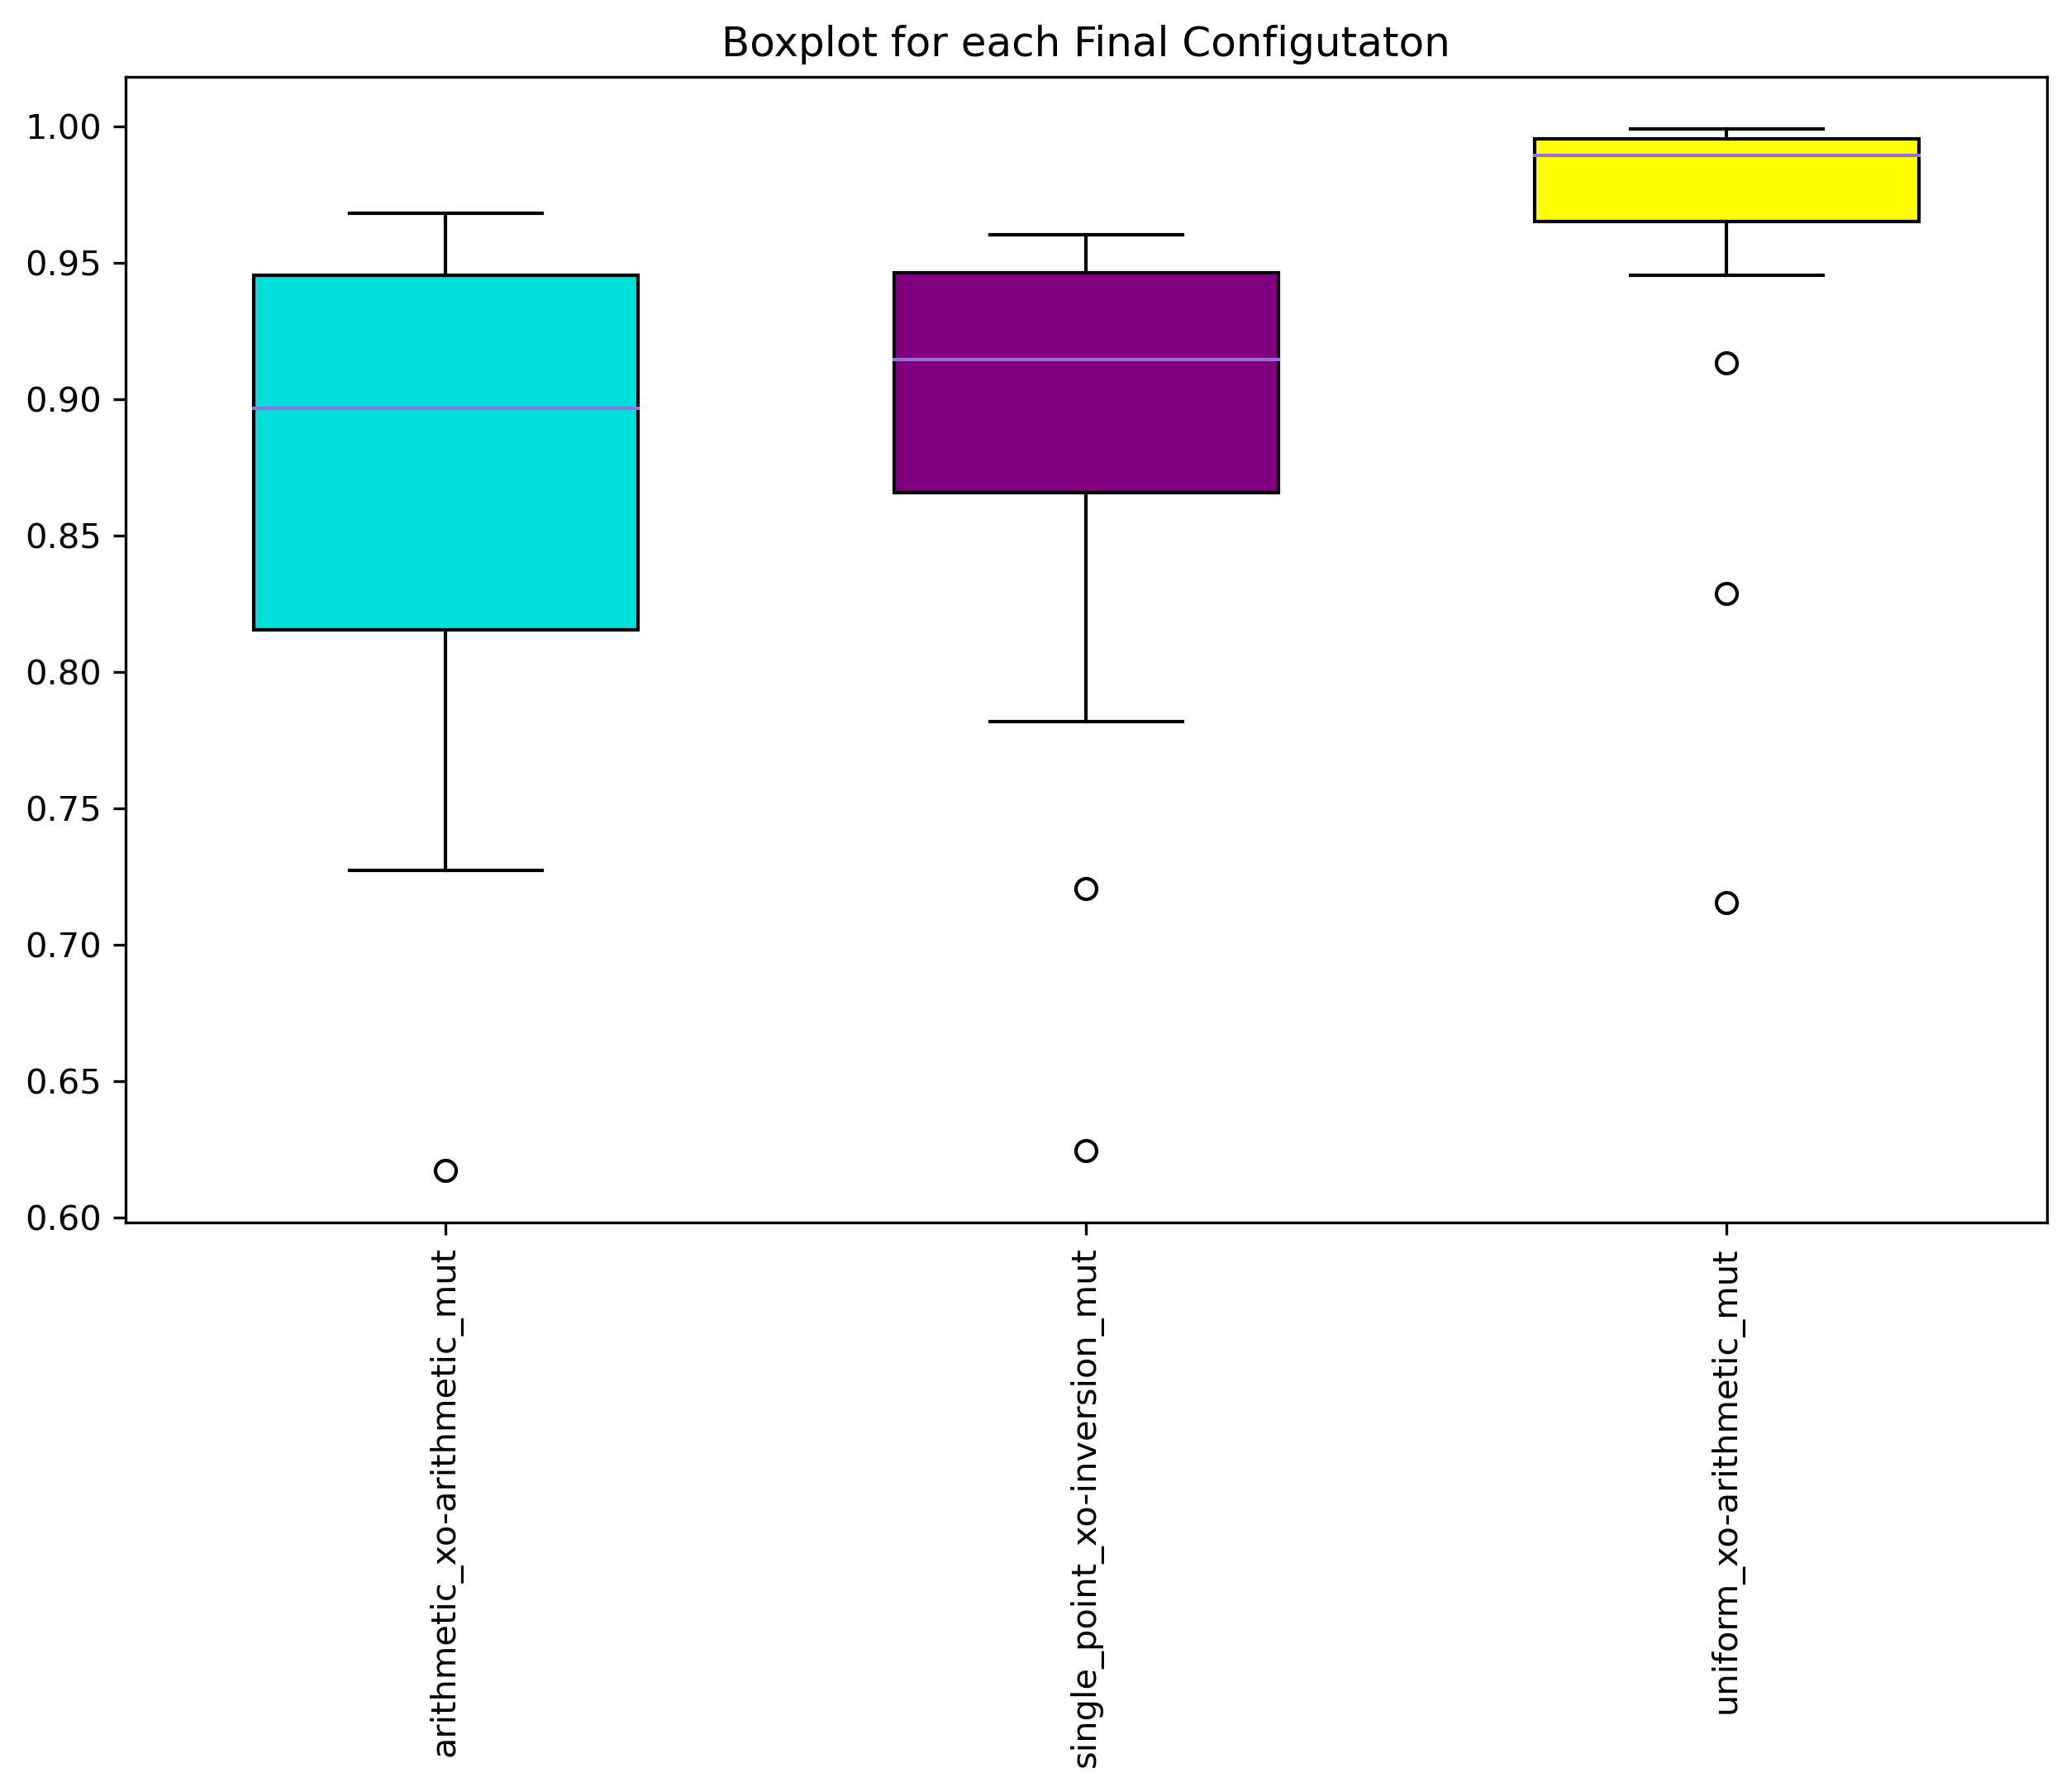 Boxplot for each Final Configutaton
1.00
0.95
0.90
0.85
0.80
0.75
0.70
0.65
0.60
arithmetic_xo-arithmetic_mut
single_point_xo-inversion_mut
uniform_xo-arithmetic_mut